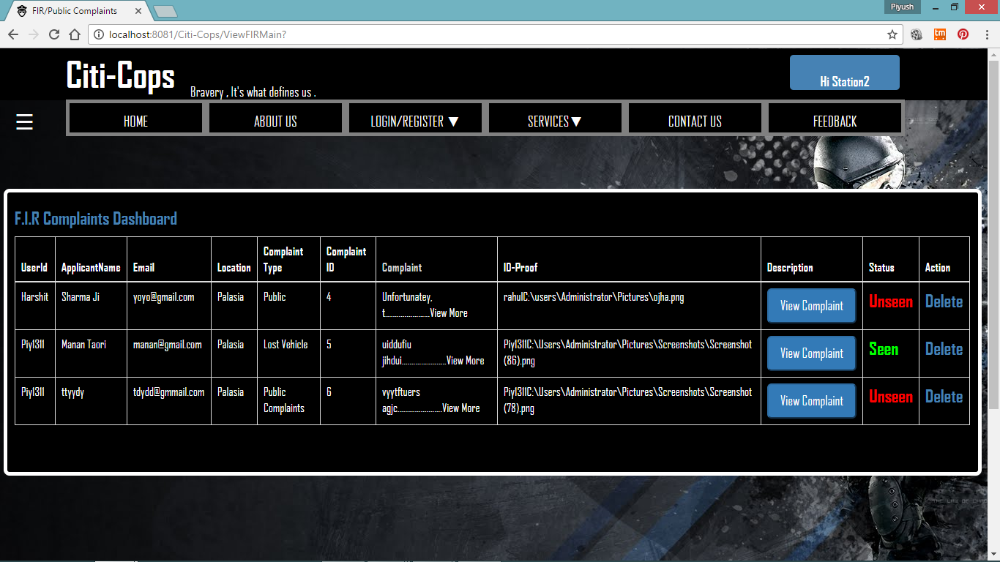 FIR/Public Complaints
Piyush
localhost:8081/Citi-Cops/ViewFIRMain?
tm
Citi-Cops
Bravery , It's what defines us .
Hi Station2
HOME
ABOUT US
LOGIN/REGISTER ▼
SERVICES▼
CONTACT US
FEEDBACK
F.I.R Complaints Dashboard
UserId ApplicantName Email Location Complaint Type Complaint ID Complaint ID-Proof Description Status Action
Harshit Sharma Ji yoyo@gmail.com Palasia Public 4 Unfortunatey, rahulC:\users\Administrator\Pictures\ojha.png View Complaint Unseen Delete
t........................View More
Piy1311 Manan Taori manan@gmail.com Palasia Lost Vehicle 5 uiddufiu Piy1311C:\Users\Administrator\Pictures\Screenshots\Screenshot View Complaint Seen Delete
jihdui........................View More (86).png
Piy1311 ttyydy tdydd@gmmail.com Palasia Public 6 vyytftuers Piy1311C:\Users\Administrator\Pictures\Screenshots\Screenshot View Complaint Unseen Delete
Complaints agjc........................View More (78).png